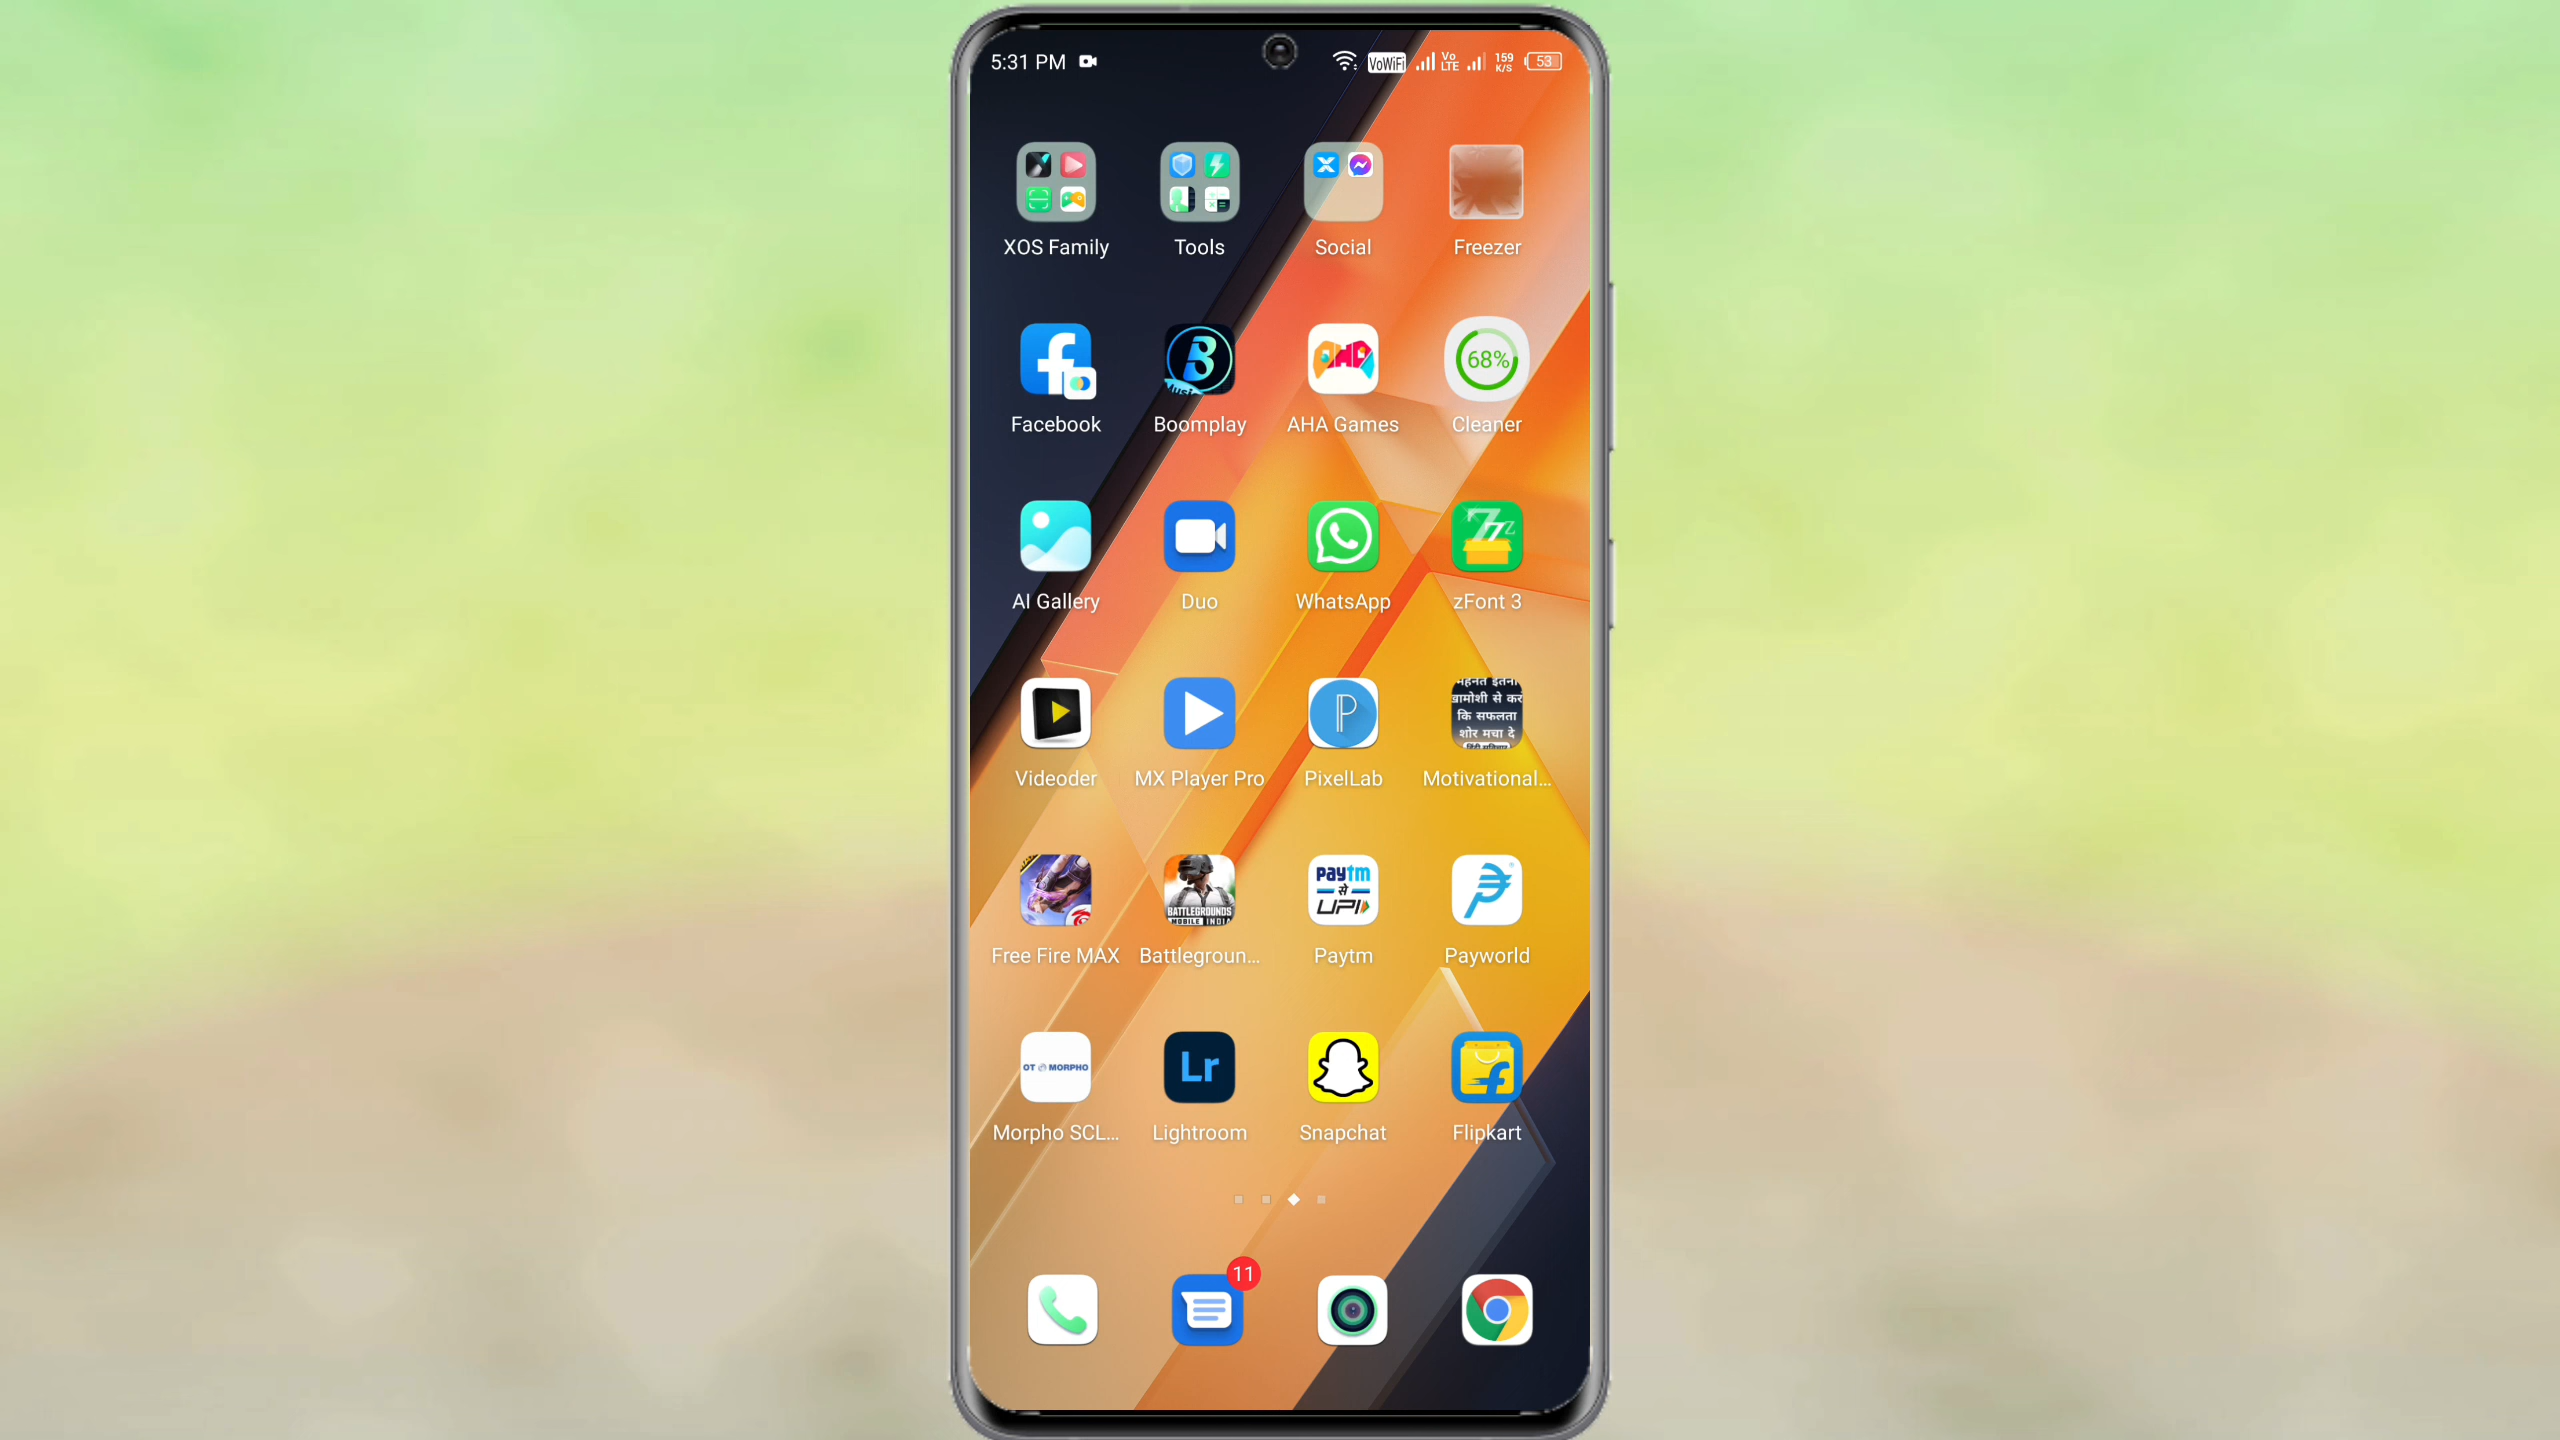 5:31 PM VoWiFi Vo LTE 159 K/S 53
XOS Family Tools Social Freezer
68%
Facebook Boomplay AHA Games Cleaner
AI Gallery Duo WhatsApp zFont 3
खामोशी से करो
कि सफलता
शोर मचा दे
Videoder MX Player Pro PixelLab Motivational...
paytm
से
UPI
BATTLEGROUNDS
MOBILE INDIA
Free Fire MAX Battlegroun... Paytm Payworld
OT MORPHO Lr
Morpho SCL... Lightroom Snapchat Flipkart
11